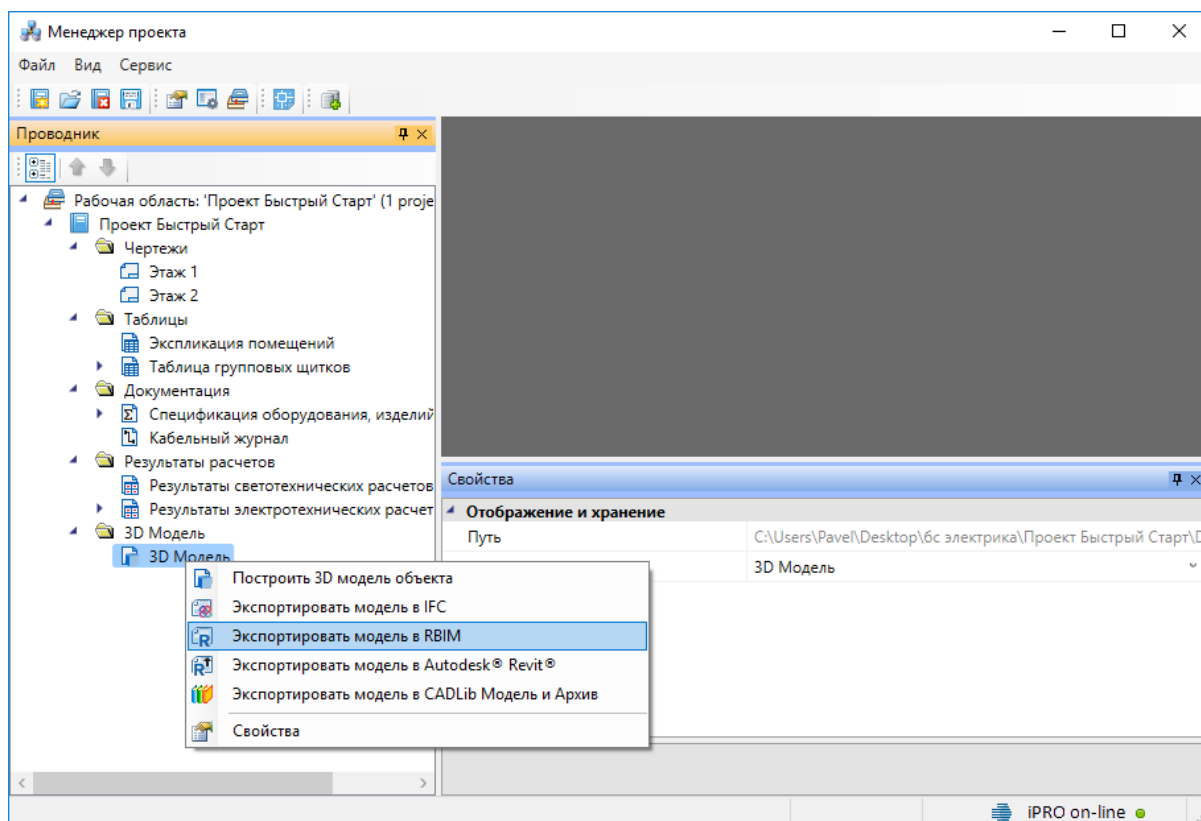 Менеджер проекта
Файл Вид Сервис
Проводник
Рабочая область: 'Проект Быстрый Старт' (1 proje
Проект Быстрый Старт
Чертежи
Этаж 1
Этаж 2
Таблицы
Экспликация помещений
Таблица групповых щитков
Документация
Спецификация оборудования, изделий
Кабельный журнал
Результаты расчетов
Результаты светотехнических расчетов
Результаты электротехнических расчет
3D Модель
3D Модель
Построить 3D модель объекта
Экспортировать модель в IFC
Экспортировать модель в RBIM
Экспортировать модель в Autodesk® Revit®
Экспортировать модель в CADLib Модель и Архив
Свойства
Свойства
Отображение и хранение
Путь C:\Users\Pavel\Desktop\бс электрика\Проект Быстрый Старт\D
3D Модель
iPRO on-line